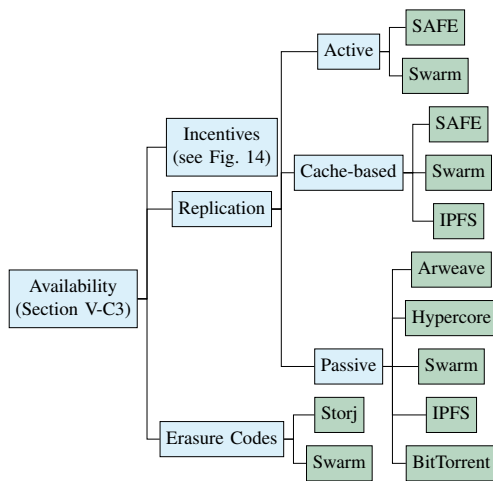 SAFE
Active
Swarm
Incentives
(see Fig. 14)
SAFE
Cache-based
Swarm
Replication
IPFS
Availability
(Section V-C3)
Arweave
Hypercore
Passive
Swarm
IPFS
BitTorrent
Storj
Erasure Codes
Swarm